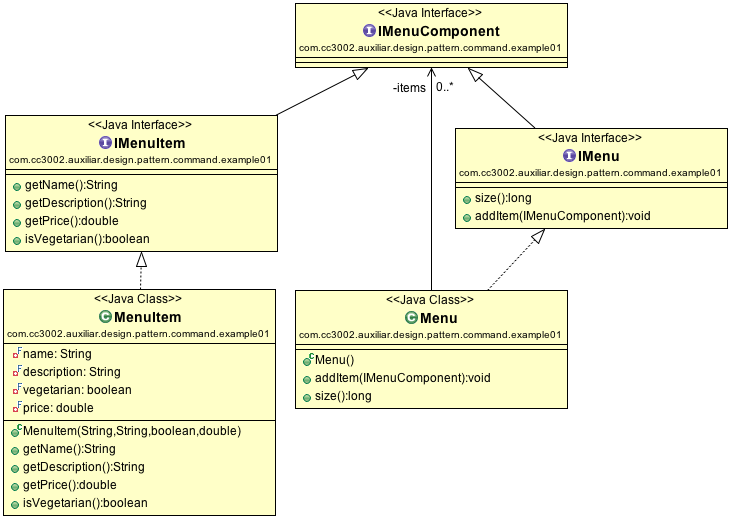 <<Java Interface>>
IMenuComponent
com.cc3002.auxiliar.design.pattern.command.example01
-items
0..*
<<Java Interface>>
IMenuItem
com.cc3002.auxiliar.design.pattern.command.example01
getName():String
getDescription():String
getPrice():double
isVegetarian():boolean
<<Java Interface>>
IMenu
com.cc3002.auxiliar.design.pattern.command.example01
size():long
addItem(IMenuComponent):void
<<Java Class>>
MenuItem
com.cc3002.auxiliar.design.pattern.command.example01
name: String
description: String
vegetarian: boolean
price: double
MenuItem(String,String,boolean,double)
getName():String
getDescription():String
getPrice():double
isVegetarian():boolean
<<Java Class>>
Menu
com.cc3002.auxiliar.design.pattern.command.example01
Menu()
addItem(IMenuComponent):void
size():long